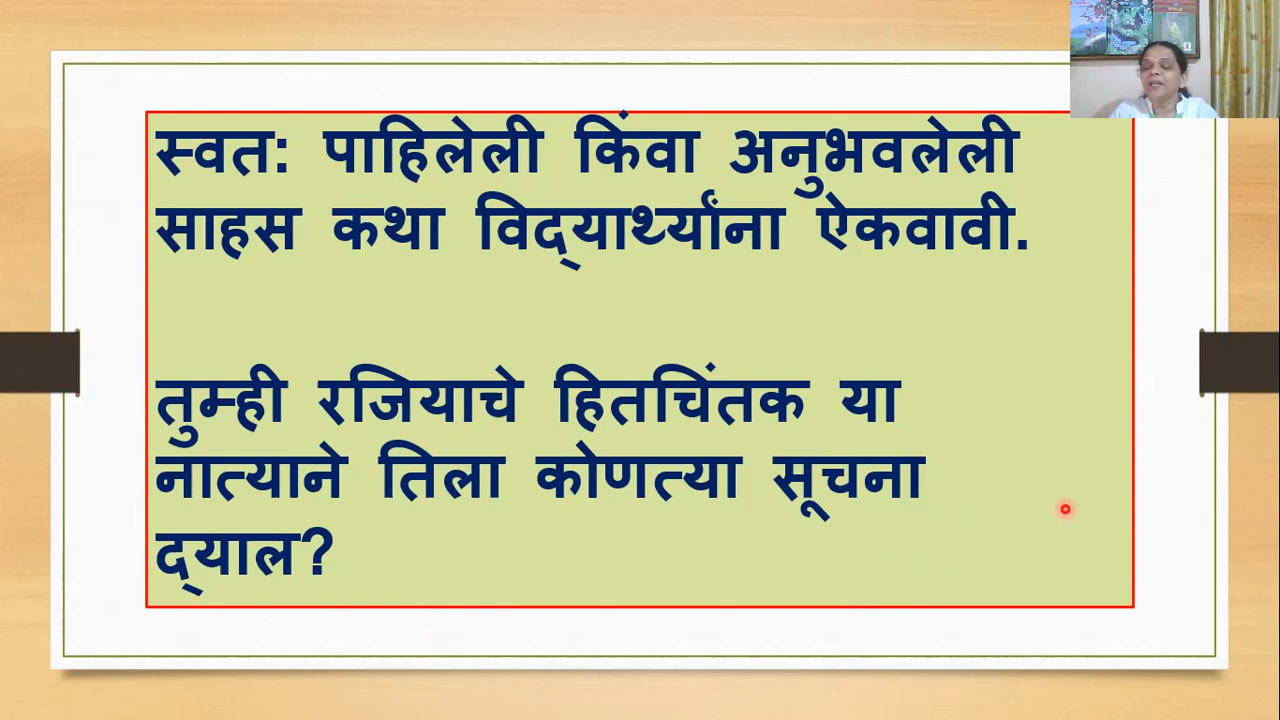 स्वत: पाहिलेली किंवा अनुभवलेली
साहस कथा विद्‌यार्थ्यांना ऐकवावी.
तुम्ही रजियाचे हितचिंतक या
नात्याने तिला कोणत्या सूचना
द्‌याल?